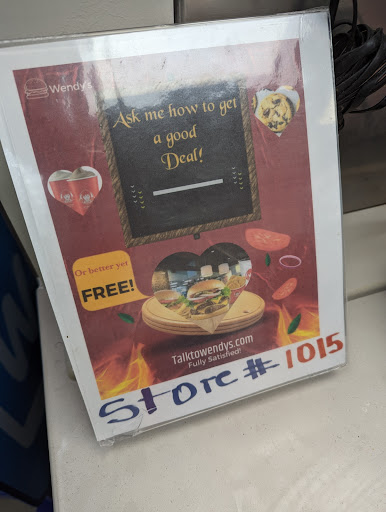 Wendy's
Ask me how to get
a good
Deal!
Or better yet
FREE!
Talktowendys.com
Fully Satisfied!
Store # 1015